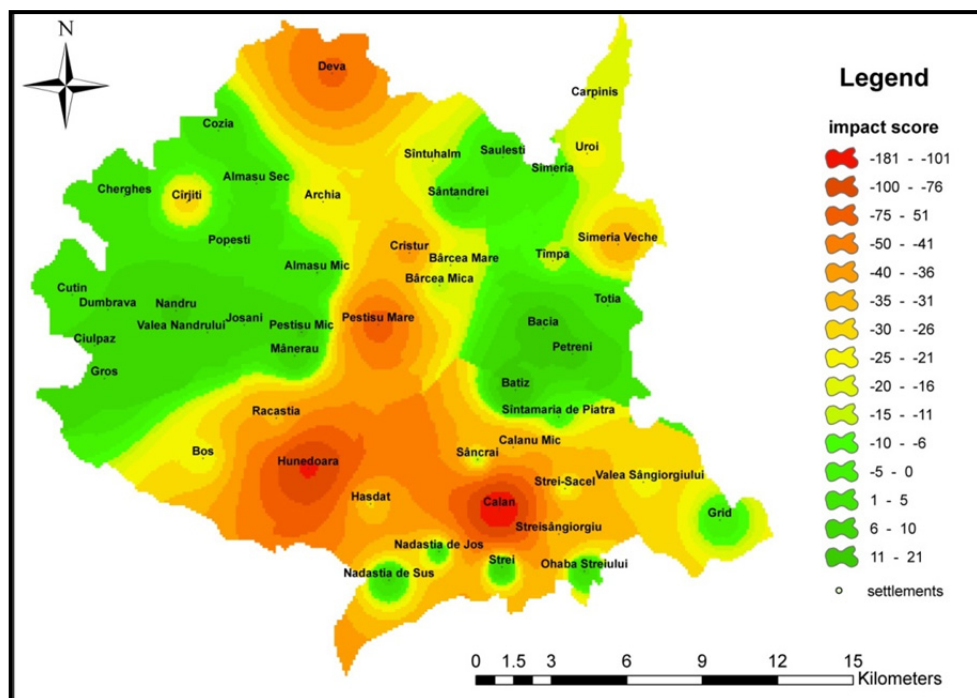 N
Deva
Carpinis
Cozia
Sîntuhalm
Saulesti
Uroi
Simeria
Almasu Sec
Cherghes
Cîrjiti
Archia
Sântandrei
Popesti
Cristur
Simeria Veche
Bârcea Mare
Timpa
Almasu Mic
Bârcea Mica
Cutin
Dumbrava
Nandru
Totia
Valea Nandrului
Josani
Pestisu Mic
Pestisu Mare
Bacia
Ciulpaz
Mânerau
Petreni
Gros
Batiz
Racastia
Sîntamaria de Piatra
Calanu Mic
Bos
Sâncrai
Hunedoara
Strei-Sacel
Valea Sângiorgiului
Hasdat
Calan
Grid
Streisângiorgiu
Nadastia de Jos
Strei
Ohaba Streiului
Nadastia de Sus
Legend
impact score
-181 - -101
-100 - -76
-75 - 51
-50 - -41
-40 - -36
-35 - -31
-30 - -26
-25 - -21
-20 - -16
-15 - -11
-10 - -6
-5 - 0
1 - 5
6 - 10
11 - 21
settlements
0 1.5 3 6 9 12 15
Kilometers